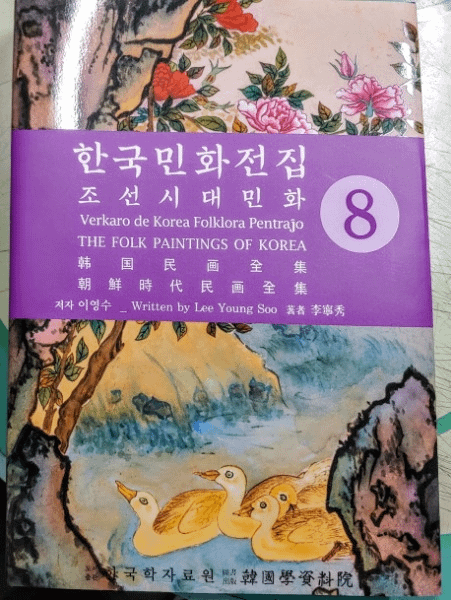 한국민화전집
조선시대민화
8
Verkaro de Korea Folklora Pentrajo
THE FOLK PAINTINGS OF KOREA
韩国民画全集
朝鮮時代民画全集
저자 이영수 _ Written by Lee Young Soo 著者 李寧秀
한국학자료원 韓國學資料院